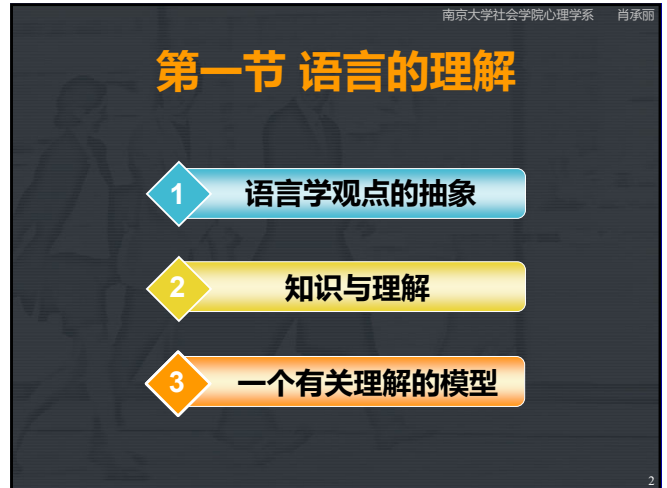 南京大学社会学院心理学系 肖承丽
第一节 语言的理解
1 语言学观点的抽象
2 知识与理解
3 一个有关理解的模型
2